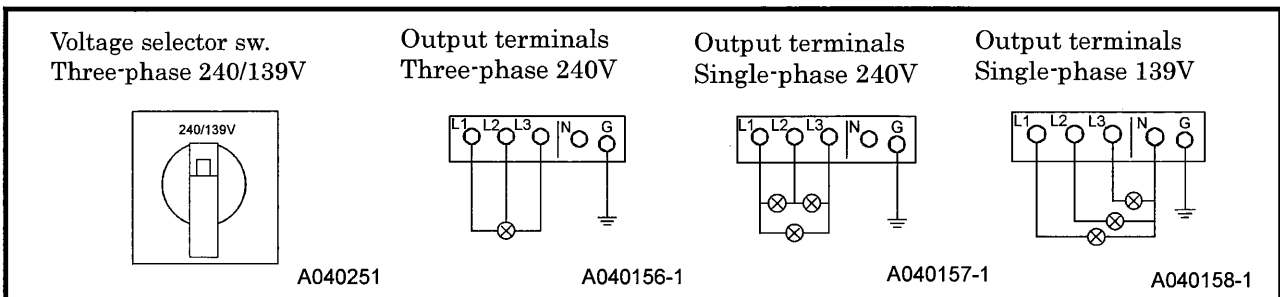 Voltage selector sw.
Three-phase 240/139V
240/139V
A040251
Output terminals
Three-phase 240V
L1 L2 L3 N G
A040156-1
Output terminals
Single-phase 240V
L1 L2 L3 N G
A040157-1
Output terminals
Single-phase 139V
L1 L2 L3 N G
A040158-1